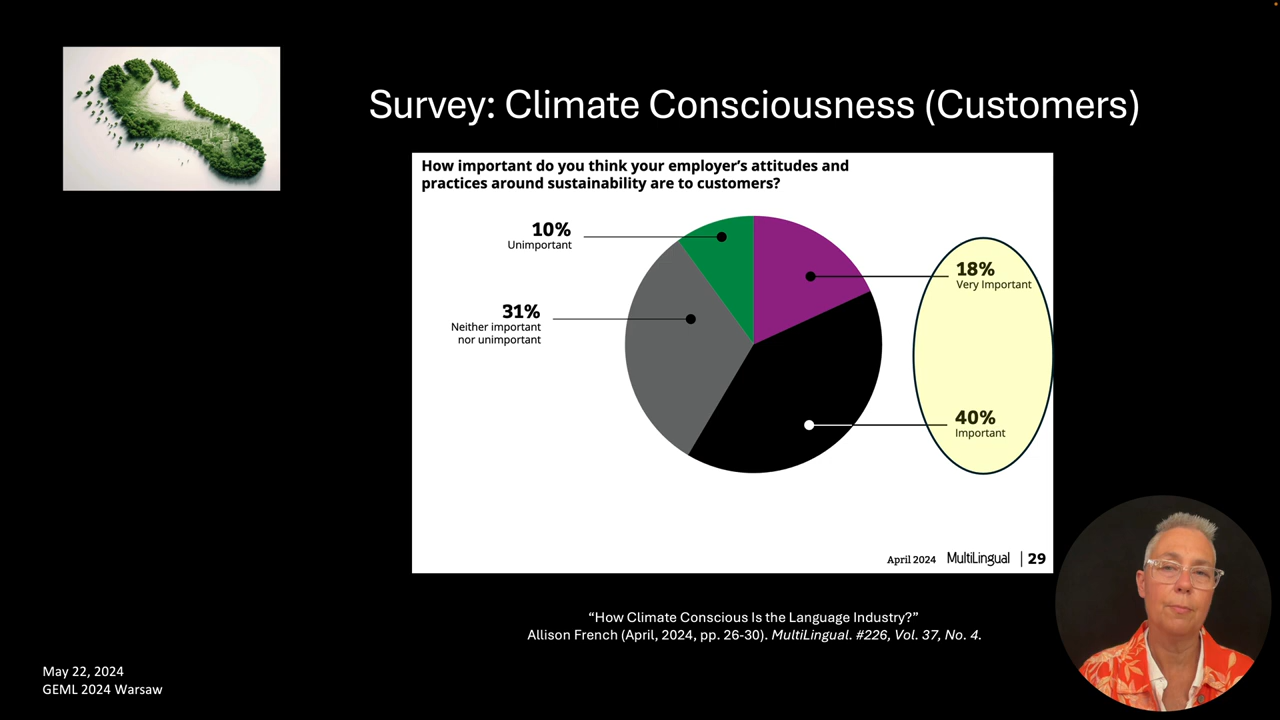 Survey: Climate Consciousness (Customers)
How important do you think your employer’s attitudes and
practices around sustainability are to customers?
10%
Unimportant
18%
Very Important
31%
Neither important
nor unimportant
40%
Important
April 2024 MultiLingual | 29
“How Climate Conscious Is the Language Industry?”
Allison French (April, 2024, pp. 26-30). MultiLingual. #226, Vol. 37, No. 4.
May 22, 2024
GEML 2024 Warsaw